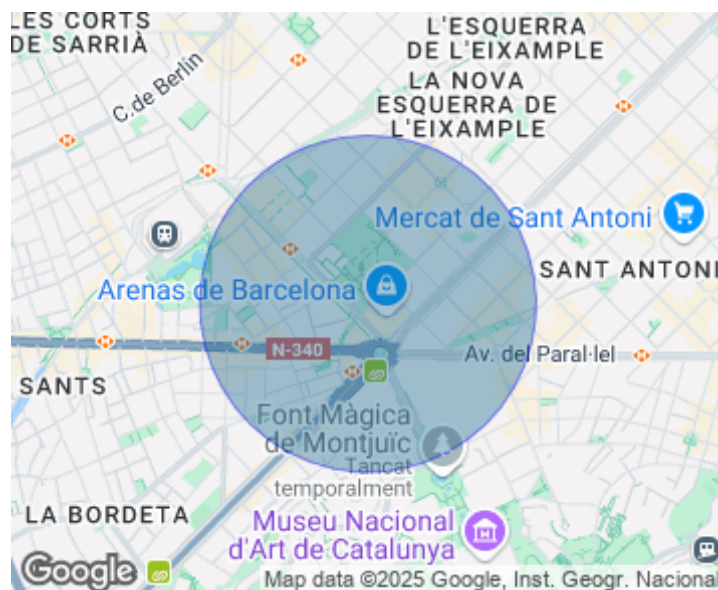 LES CORTS
DE SARRIÀ
C. de Berlin
L'ESQUERRA
DE L'EIXAMPLE
LA NOVA
ESQUERRA DE
L'EIXAMPLE
Mercat de Sant Antoni
SANT ANTONI
Arenas de Barcelona
N-340
Av. del Paral·lel
SANTS
Font Màgica
de Montjuïc
Tancat
temporalment
LA BORDETA
Museu Nacional
d'Art de Catalunya
Google
Map data ©2025 Google, Inst. Geogr. Nacional